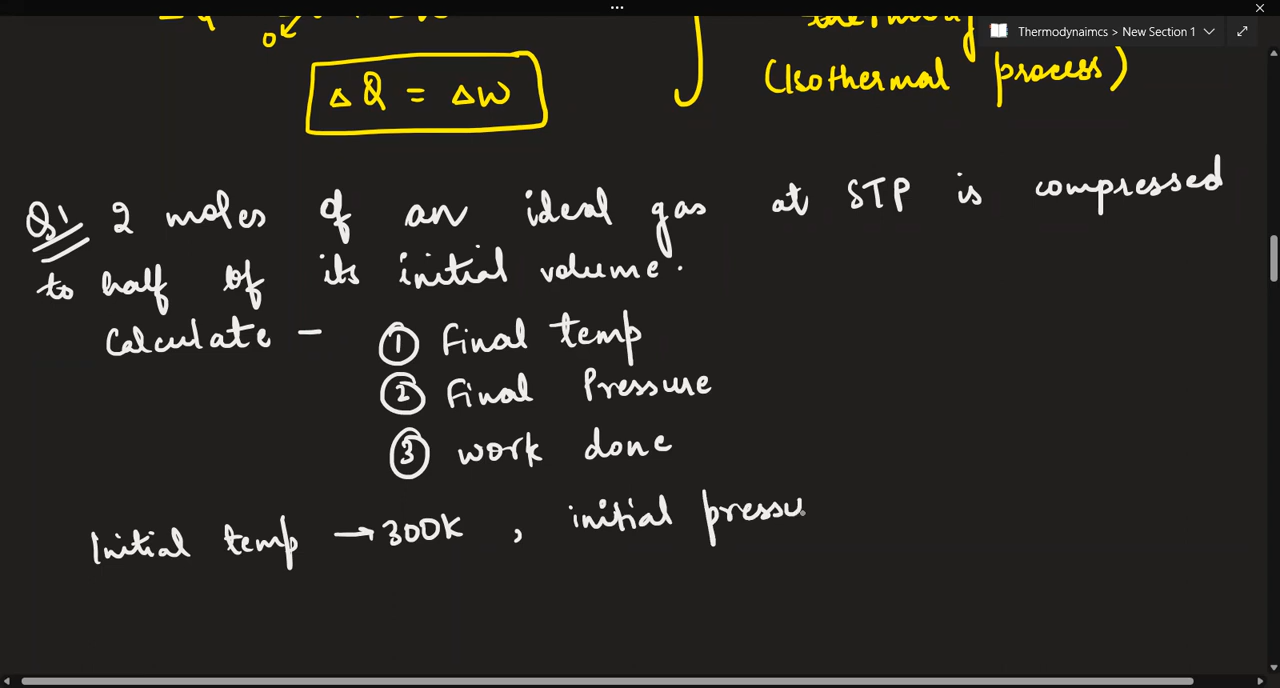 Thermodynaimcs > New Section 1
(Isothermal process)
ΔQ = Δw
Q1 2 moles of an ideal gas at STP is compressed
to half of its initial volume.
Calculate - ① final temp
② final Pressure
③ work done
Initial temp → 300K , initial pressu